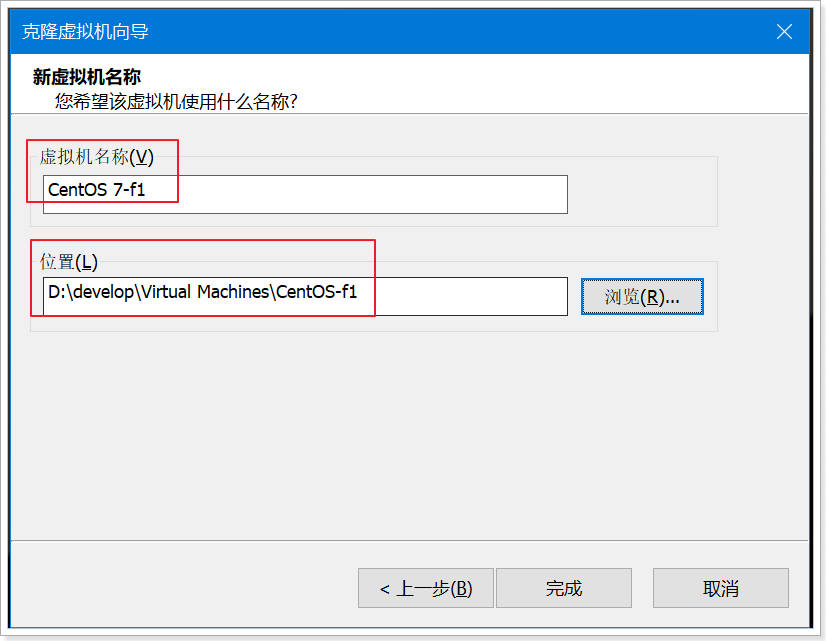 克隆虚拟机向导
新虚拟机名称
您希望该虚拟机使用什么名称?
虚拟机名称(V)
CentOS 7-f1
位置(L)
D:\develop\Virtual Machines\CentOS-f1
浏览(R)...
< 上一步(B)
完成
取消